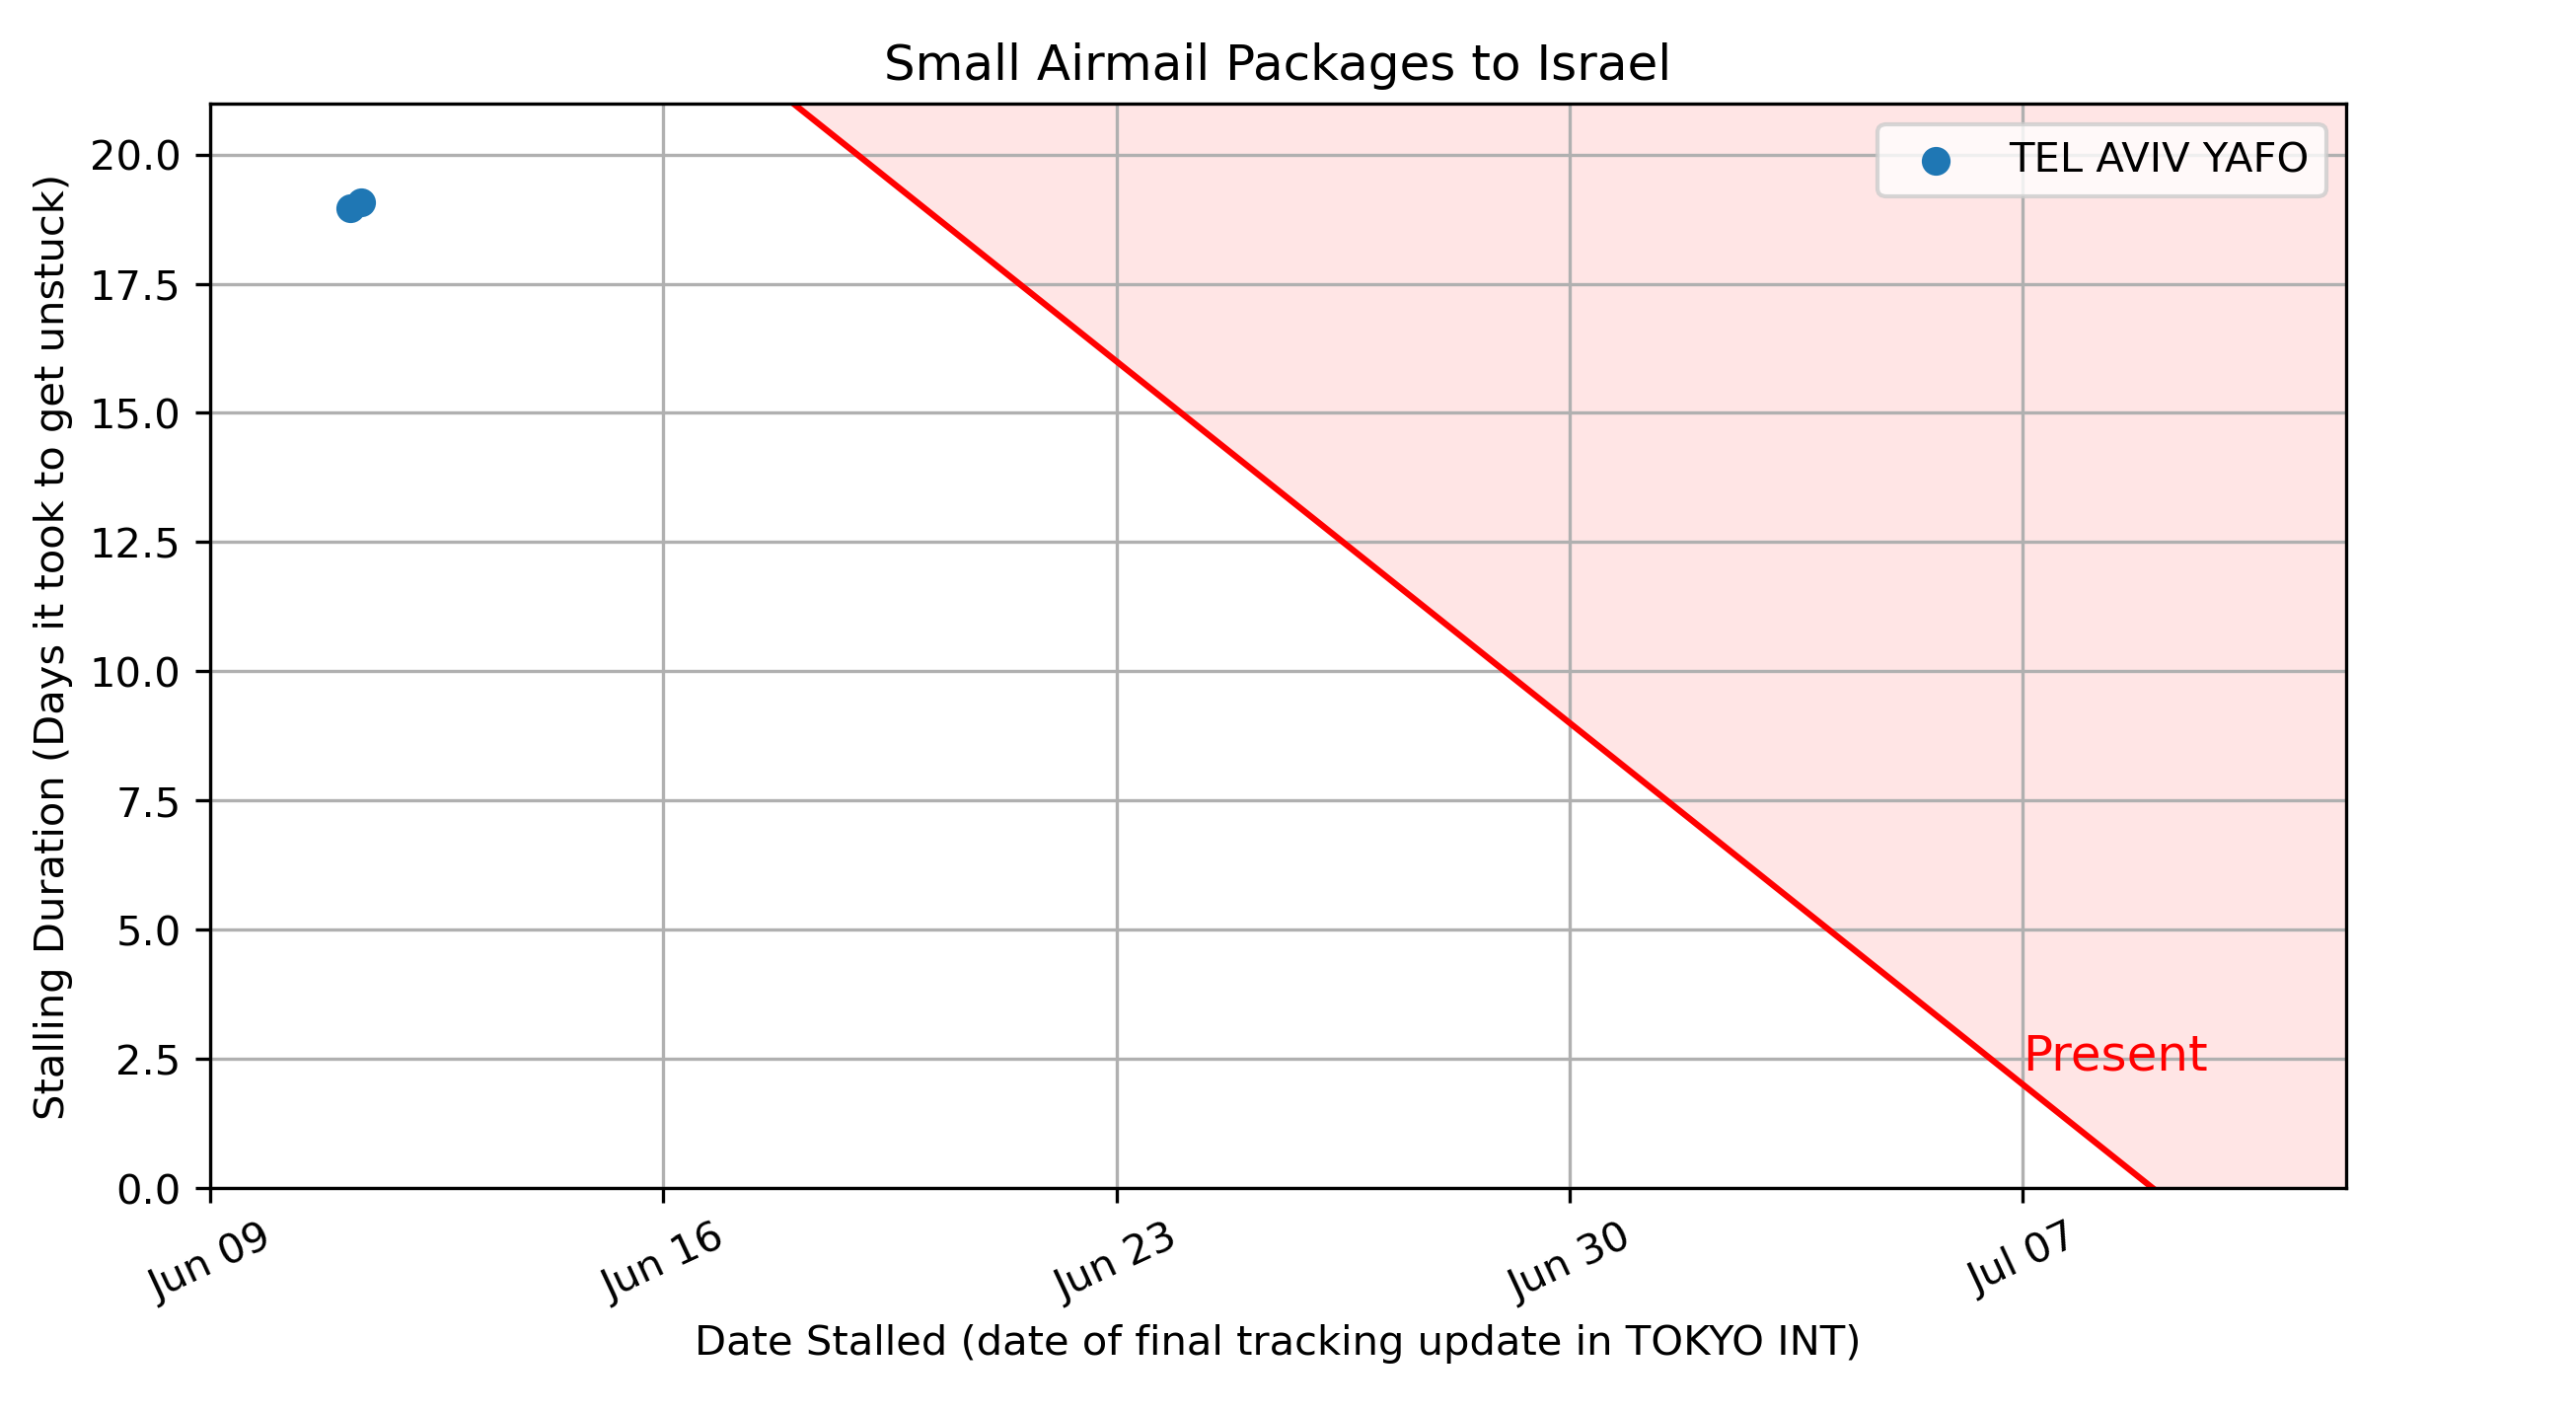 Small Airmail Packages to Israel
TEL AVIV YAFO
Stalling Duration (Days it took to get unstuck)
20.0
17.5
15.0
12.5
10.0
7.5
5.0
2.5
0.0
Present
Jun 09
Jun 16
Jun 23
Jun 30
Jul 07
Date Stalled (date of final tracking update in TOKYO INT)